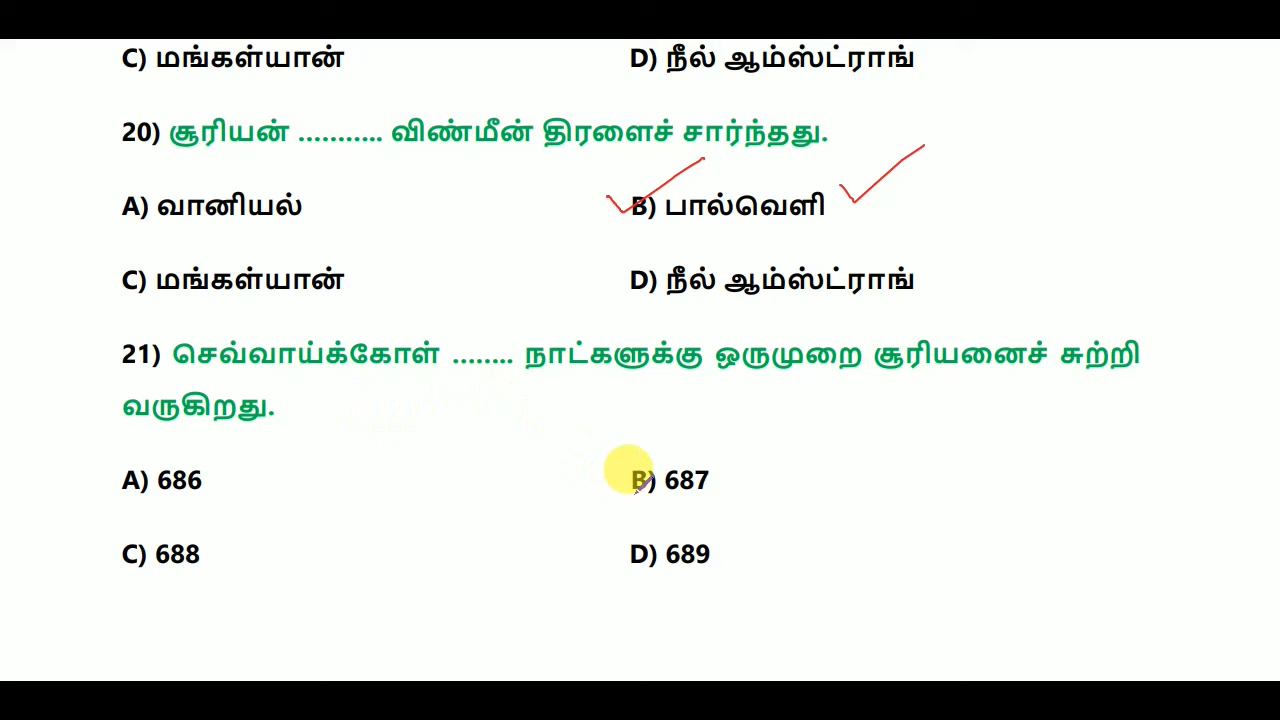 C) மங்கள்யான் D) நீல் ஆம்ஸ்ட்ராங்
20) சூரியன் ........... விண்மீன் திரளைச் சார்ந்தது.
A) வானியல் B) பால்வெளி
C) மங்கள்யான் D) நீல் ஆம்ஸ்ட்ராங்
21) செவ்வாய்க்கோள் ........ நாட்களுக்கு ஒருமுறை சூரியனைச் சுற்றி
வருகிறது.
A) 686 B) 687
C) 688 D) 689